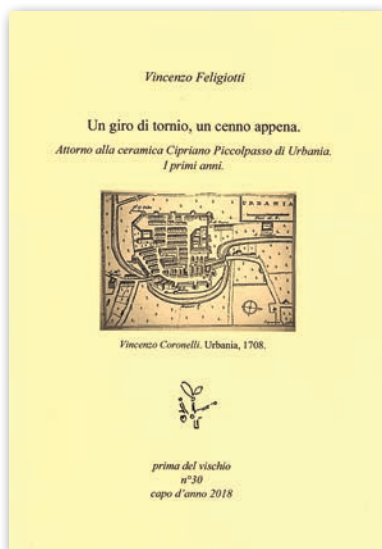 Vincenzo Feligiotti
Un giro di tornio, un cenno appena.
Attorno alla ceramica Cipriano Piccolpasso di Urbania.
I primi anni.
URBANIA
Vincenzo Coronelli. Urbania, 1708.
prima del vischio
n°30
capo d'anno 2018